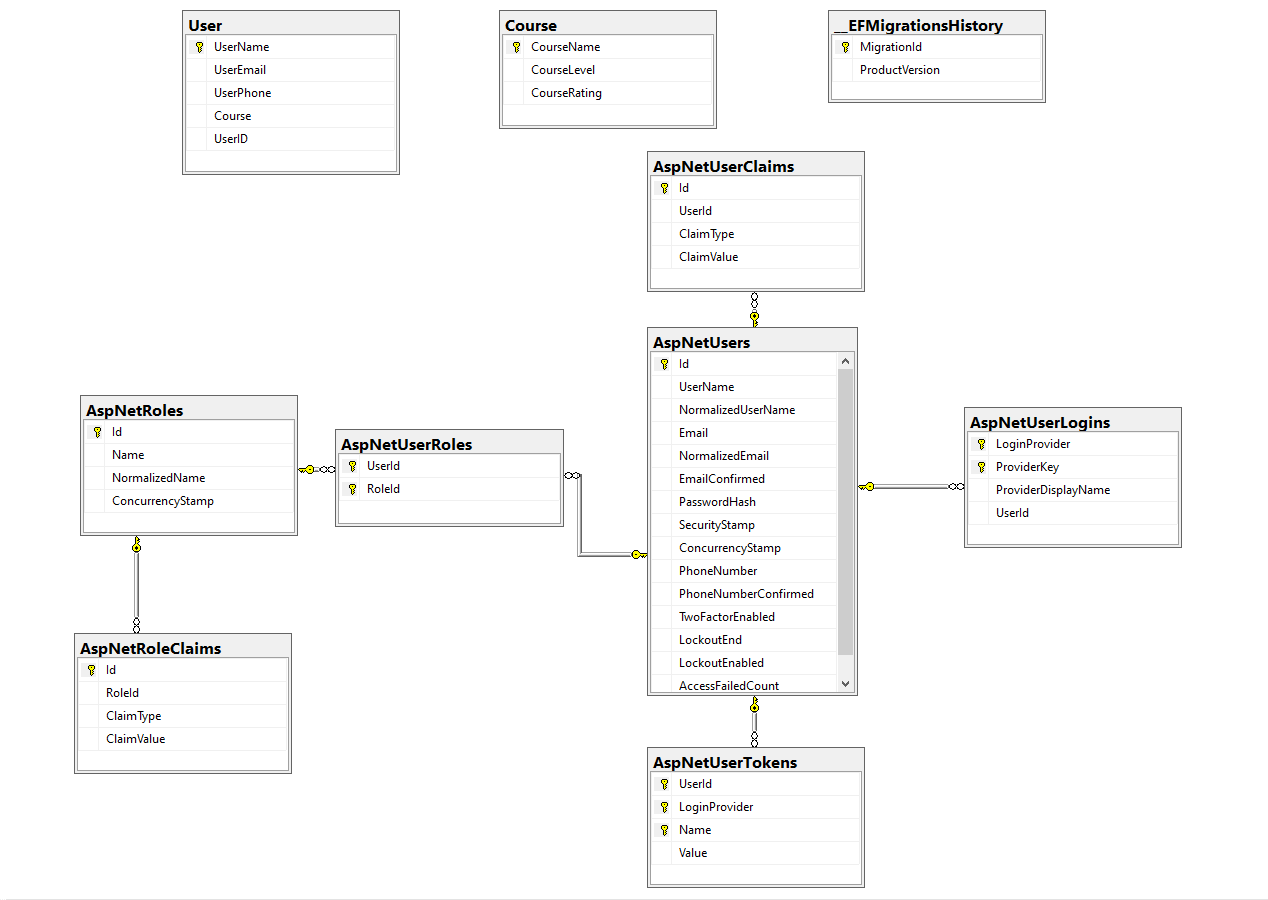 User
UserName
UserEmail
UserPhone
Course
UserID
Course
CourseName
CourseLevel
CourseRating
__EFMigrationsHistory
MigrationId
ProductVersion
AspNetUserClaims
Id
UserId
ClaimType
ClaimValue
AspNetUsers
Id
UserName
NormalizedUserName
Email
NormalizedEmail
EmailConfirmed
PasswordHash
SecurityStamp
ConcurrencyStamp
PhoneNumber
PhoneNumberConfirmed
TwoFactorEnabled
LockoutEnd
LockoutEnabled
AccessFailedCount
AspNetRoles
Id
Name
NormalizedName
ConcurrencyStamp
AspNetUserRoles
UserId
RoleId
AspNetUserLogins
LoginProvider
ProviderKey
ProviderDisplayName
UserId
AspNetRoleClaims
Id
RoleId
ClaimType
ClaimValue
AspNetUserTokens
UserId
LoginProvider
Name
Value